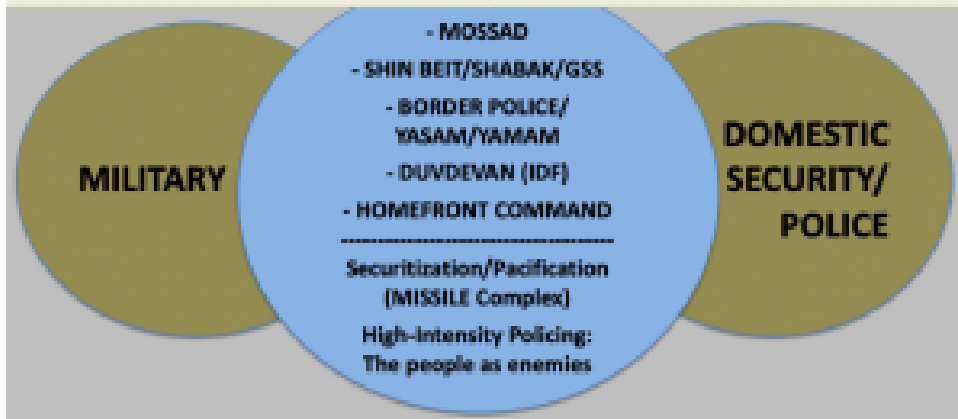 MILITARY
- MOSSAD
- SHIN BEIT/SHABAK/GSS
- BORDER POLICE/
YASAM/YAMAM
- DUVDEVAN (IDF)
- HOMEFRONT COMMAND
----------------------------------------
Securitization/Pacification
(MISSILE Complex)
High-Intensity Policing:
The people as enemies
DOMESTIC
SECURITY/
POLICE